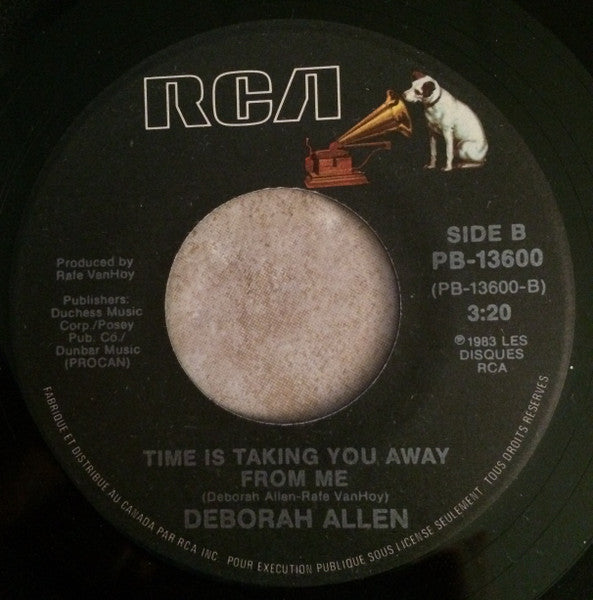 RCA
SIDE B
PB-13600
(PB-13600-B)
3:20
℗1983 LES
DISQUES
RCA
Produced by
Rafe VanHoy
Publishers:
Duchess Music
Corp./Posey
Pub. Co./
Dunbar Music
(PROCAN)
TIME IS TAKING YOU AWAY
FROM ME
(Deborah Allen-Rafe VanHoy)
DEBORAH ALLEN
FABRIQUE ET DISTRIBUE AU CANADA PAR RCA INC. POUR EXECUTION PUBLIQUE SOUS LICENSE SEULEMENT. TOUS DROITS RESERVES